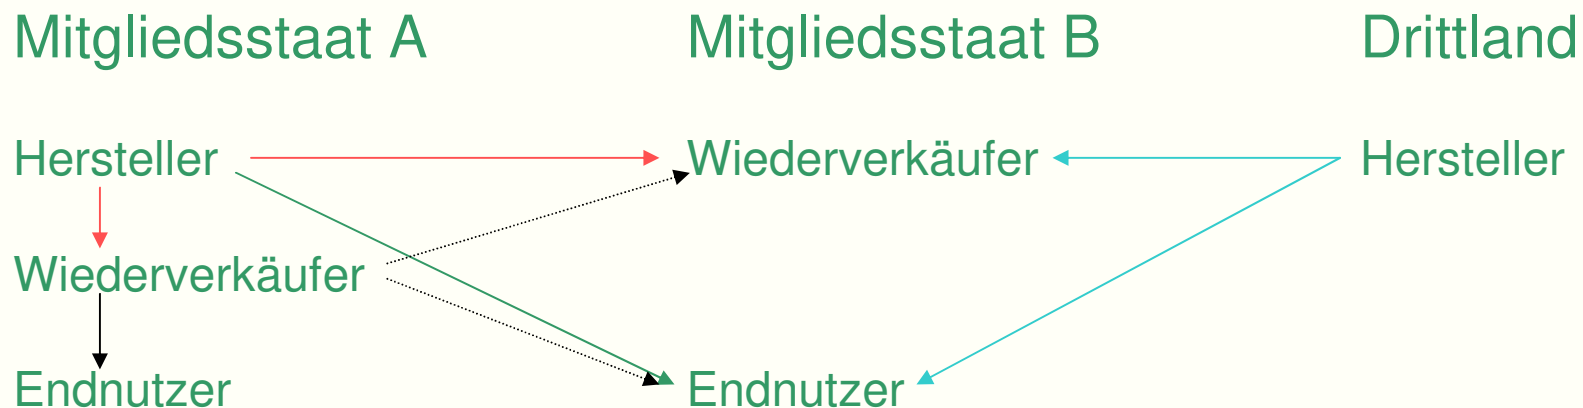 Mitgliedsstaat A Mitgliedsstaat B Drittland
Hersteller Wiederverkäufer Hersteller
Wiederverkäufer
Endnutzer Endnutzer